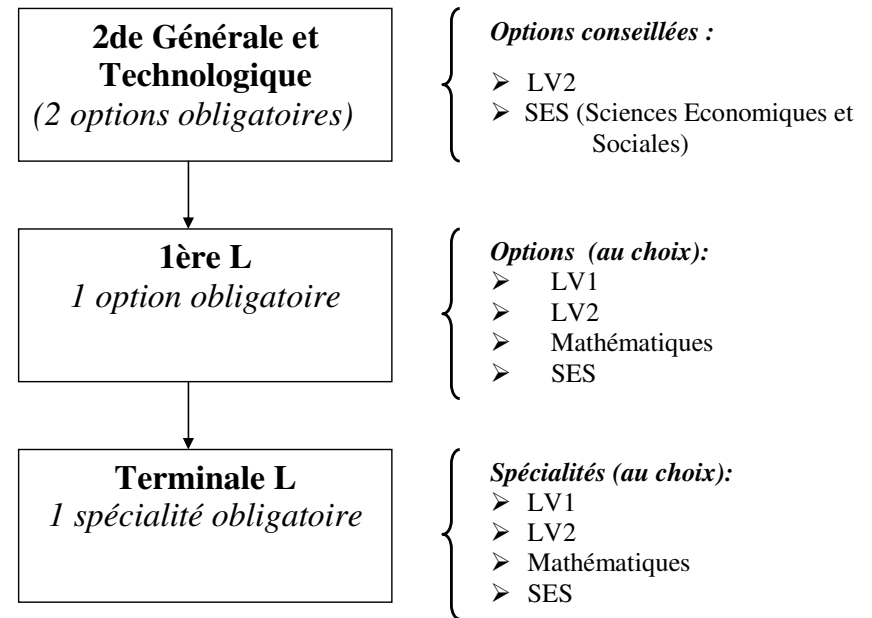 2de Générale et
Technologique
(2 options obligatoires)
Options conseillées :
➢ LV2
➢ SES (Sciences Economiques et
Sociales)
1ère L
1 option obligatoire
Options (au choix):
➢ LV1
➢ LV2
➢ Mathématiques
➢ SES
Terminale L
1 spécialité obligatoire
Spécialités (au choix):
➢ LV1
➢ LV2
➢ Mathématiques
➢ SES